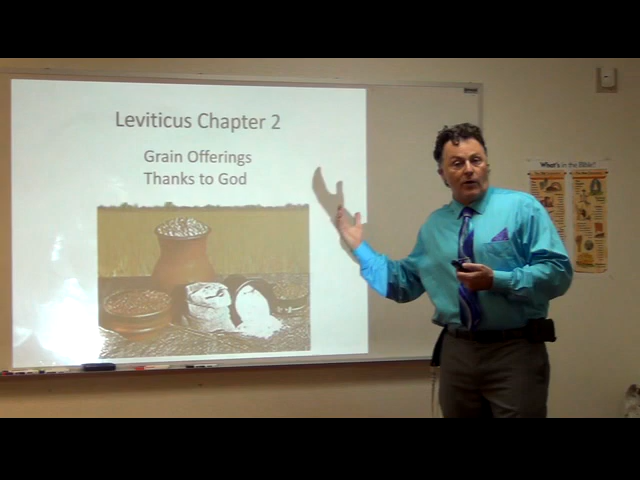 Leviticus Chapter 2
Grain Offerings
Thanks to God
What's in the Bible?